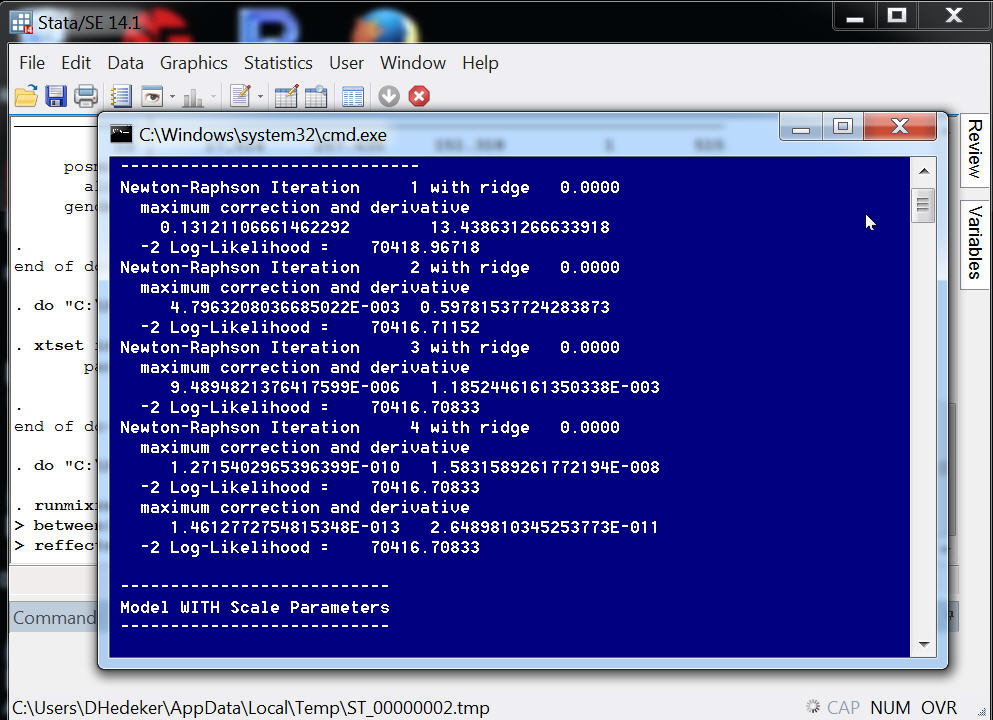 Stata/SE 14.1
File Edit Data Graphics Statistics User Window Help
C:\Windows\system32\cmd.exe
151.310 1 515
---------------------------
Newton-Raphson Iteration 1 with ridge 0.0000
maximum correction and derivative
0.13121106661462292 13.438631266633918
-2 Log-Likelihood = 70418.96718
Newton-Raphson Iteration 2 with ridge 0.0000
maximum correction and derivative
4.7963208036685022E-003 0.59781537724283873
-2 Log-Likelihood = 70416.71152
Newton-Raphson Iteration 3 with ridge 0.0000
maximum correction and derivative
9.4894821376417599E-006 1.1852446161350338E-003
-2 Log-Likelihood = 70416.70833
Newton-Raphson Iteration 4 with ridge 0.0000
maximum correction and derivative
1.2715402965396399E-010 1.5831589261772194E-008
-2 Log-Likelihood = 70416.70833
maximum correction and derivative
1.4612772754815348E-013 2.6489810345253773E-011
-2 Log-Likelihood = 70416.70833
---------------------------
Model WITH Scale Parameters
---------------------------
.
end of do
. do "C:\
. xtset
pa
.
end of do
. do "C:\
. runmix
> between
> reffect
Review
Variables
Command
C:\Users\DHedeker\AppData\Local\Temp\ST_00000002.tmp
CAP NUM OVR